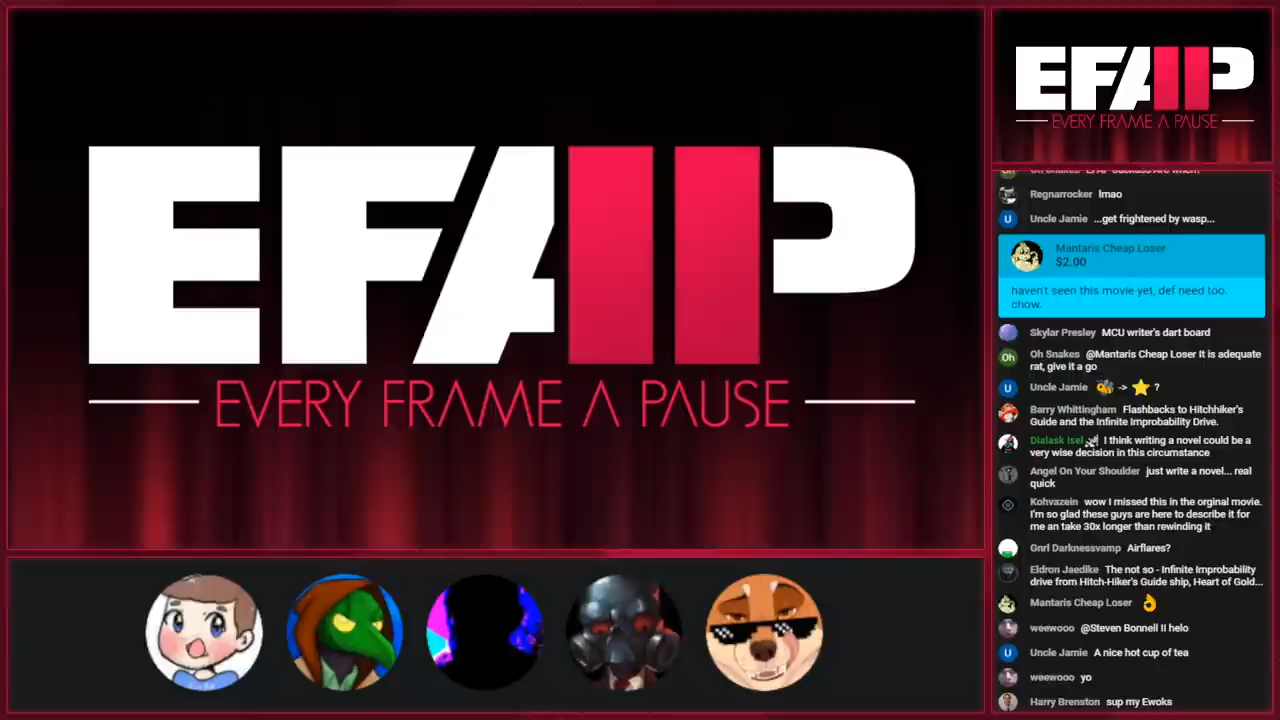 EFAP
EVERY FRAME A PAUSE
EFAP
EVERY FRAME A PAUSE
Regnarrocker lmao
U Uncle Jamie ...get frightened by wasp...
Mantaris Cheap Loser
$2.00
haven't seen this movie yet, def need too.
chow.
Skylar Presley MCU writer's dart board
Oh Oh Snakes @Mantaris Cheap Loser It is adequate
rat, give it a go
U Uncle Jamie 🐝 -> ⭐ ?
Barry Whittingham Flashbacks to Hitchhiker's
Guide and the Infinite Improbability Drive.
Dialask Isel I think writing a novel could be a
very wise decision in this circumstance
Angel On Your Shoulder just write a novel... real
quick
Kohvazein wow I missed this in the orginal movie.
I'm so glad these guys are here to describe it for
me an take 30x longer than rewinding it
Gnrl Darknessvamp Airflares?
Eldron Jaedike The not so - Infinite Improbability
drive from Hitch-Hiker's Guide ship, Heart of Gold...
Mantaris Cheap Loser 👌
weewooo @Steven Bonnell II helo
U Uncle Jamie A nice hot cup of tea
weewooo yo
Harry Brenston sup my Ewoks